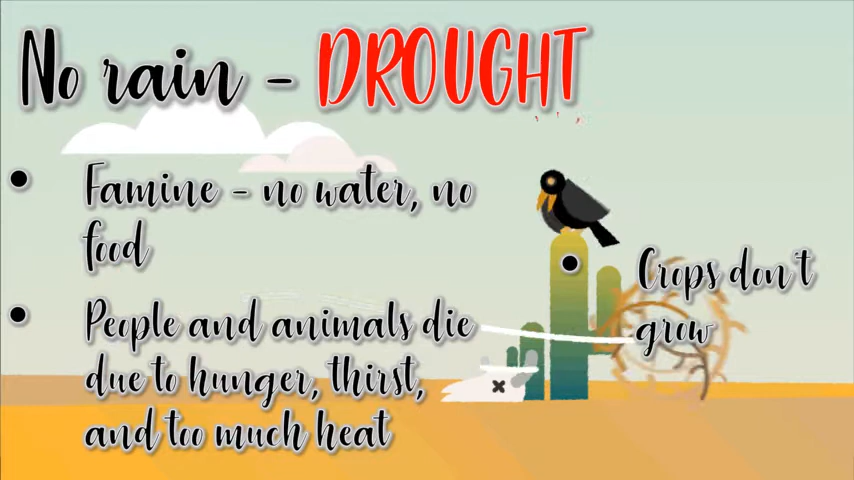 No rain - DROUGHT
• Famine - no water, no
food
• People and animals die
due to hunger, thirst,
and too much heat
• Crops don't
grow